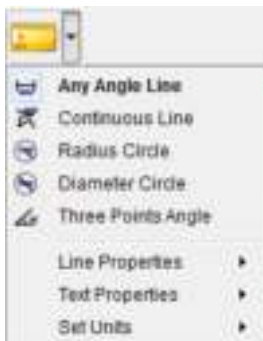 Any Angle Line
Continuous Line
Radius Circle
Diameter Circle
Three Points Angle
Line Properties
Text Properties
Set Units